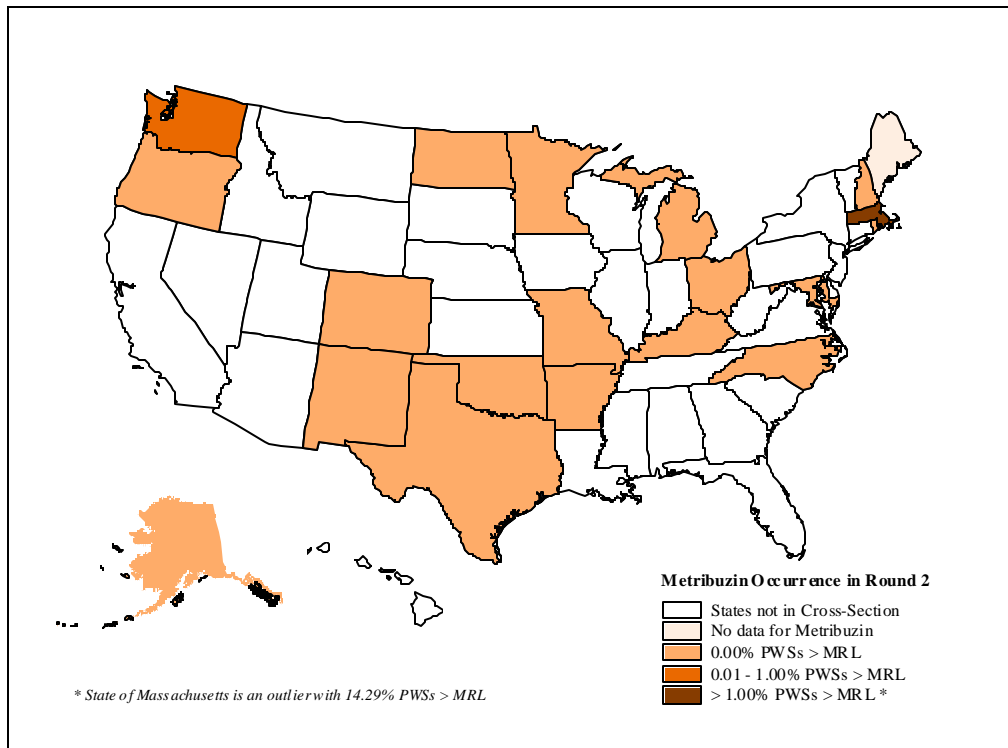 Metribuzin Occurrence in Round 2
States not in Cross-Section
No data for Metribuzin
0.00% PWSs > MRL
0.01 - 1.00% PWSs > MRL
> 1.00% PWSs > MRL *
* State of Massachusetts is an outlier with 14.29% PWSs > MRL